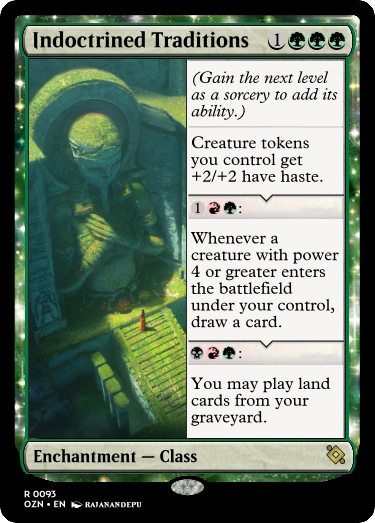 Indoctrined Traditions 1
(Gain the next level
as a sorcery to add its
ability.)
Creature tokens
you control get
+2/+2 have haste.
1 :
Whenever a
creature with power
4 or greater enters
the battlefield
under your control,
draw a card.
:
You may play land
cards from your
graveyard.
Enchantment — Class
R 0093
OZN • EN RAJANANDEPU